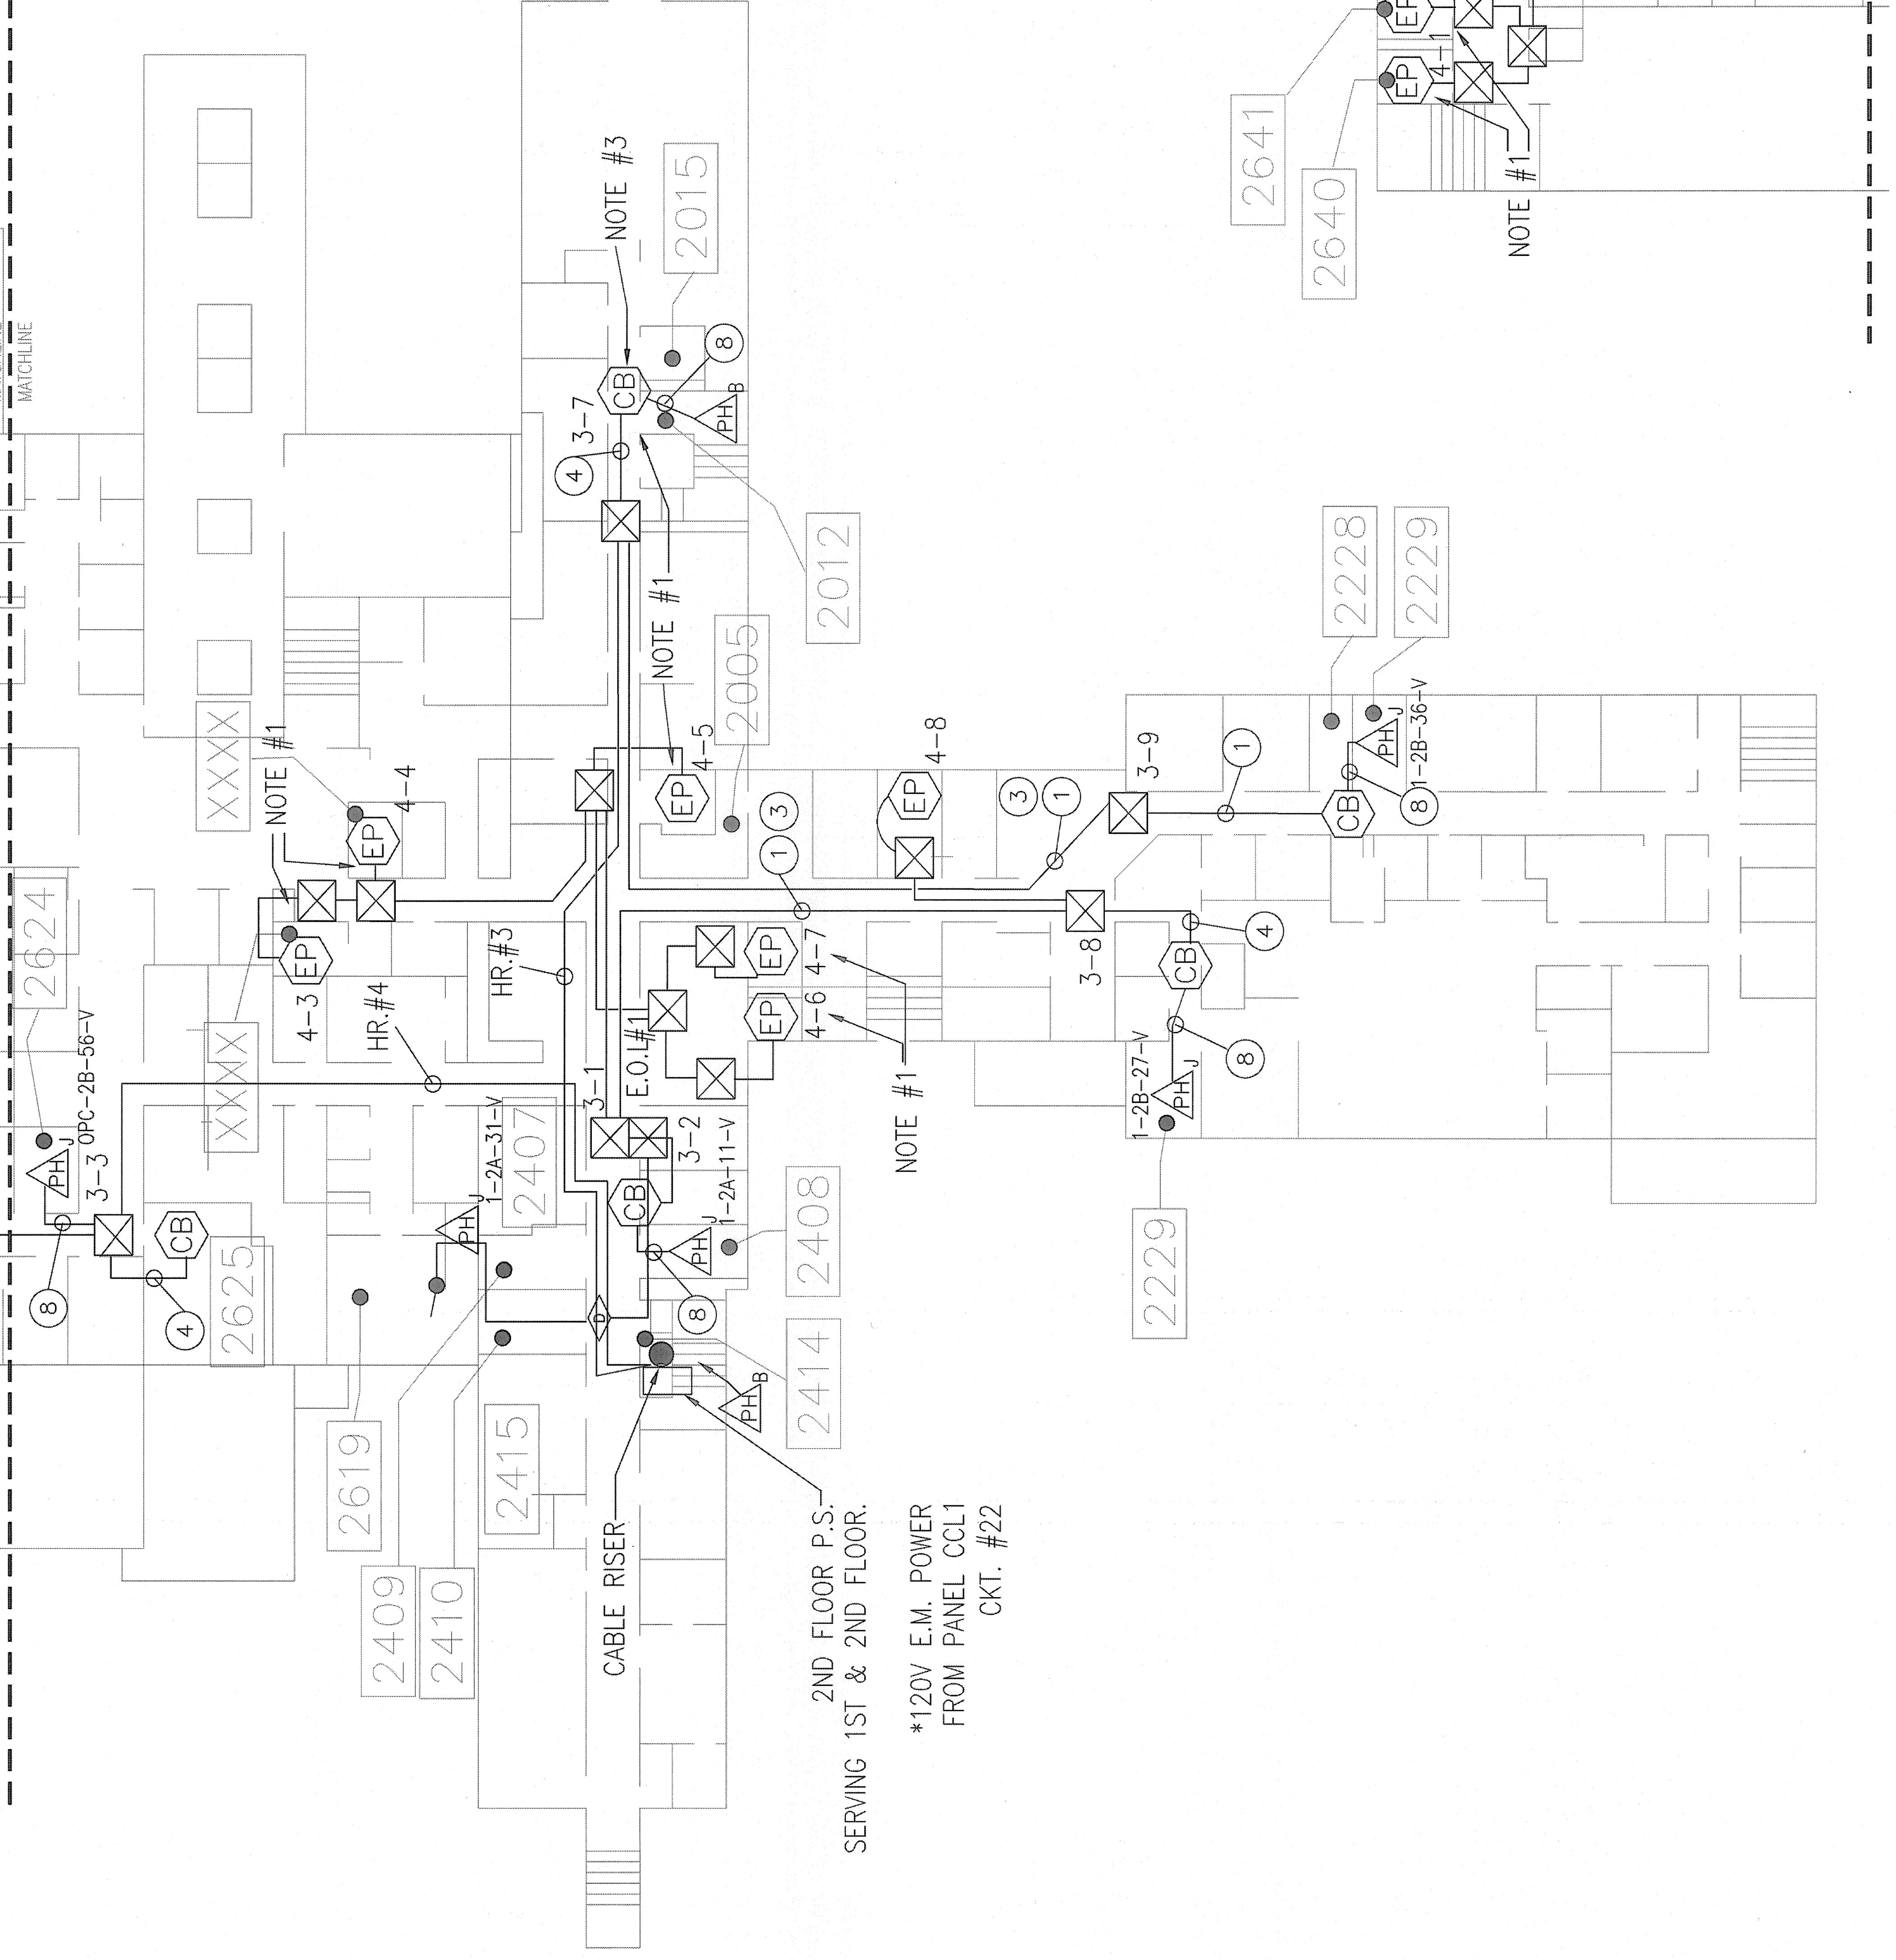 MATCHLINE
2624
OPC-2B-56-V
PH
J
3-3
8
4
CB
2625
XXXX
XXXX
NOTE #1
EP
4-4
EP
4-3
HR.#4
HR.#3
1-2A-31-V
PH
J
2407
2619
2409
2410
2415
3-1
E.O.L#1
3-2
CB
1-2A-11-V
PH
J
8
D
2408
2414
PH
B
CABLE RISER
2ND FLOOR P.S.
SERVING 1ST & 2ND FLOOR.
*120V E.M. POWER
FROM PANEL CCL1
CKT. #22
NOTE #3
2015
CB
3-7
4
8
PH
B
2012
NOTE #1
EP
4-5
2005
1
3
EP
4-8
3
1
3-9
1
CB
8
PH
J
1-2B-36-V
2228
2229
EP
4-7
EP
4-6
NOTE #1
3-8
4
CB
8
1-2B-27-V
PH
J
2229
2641
2640
EP
EP
4-1
NOTE #1